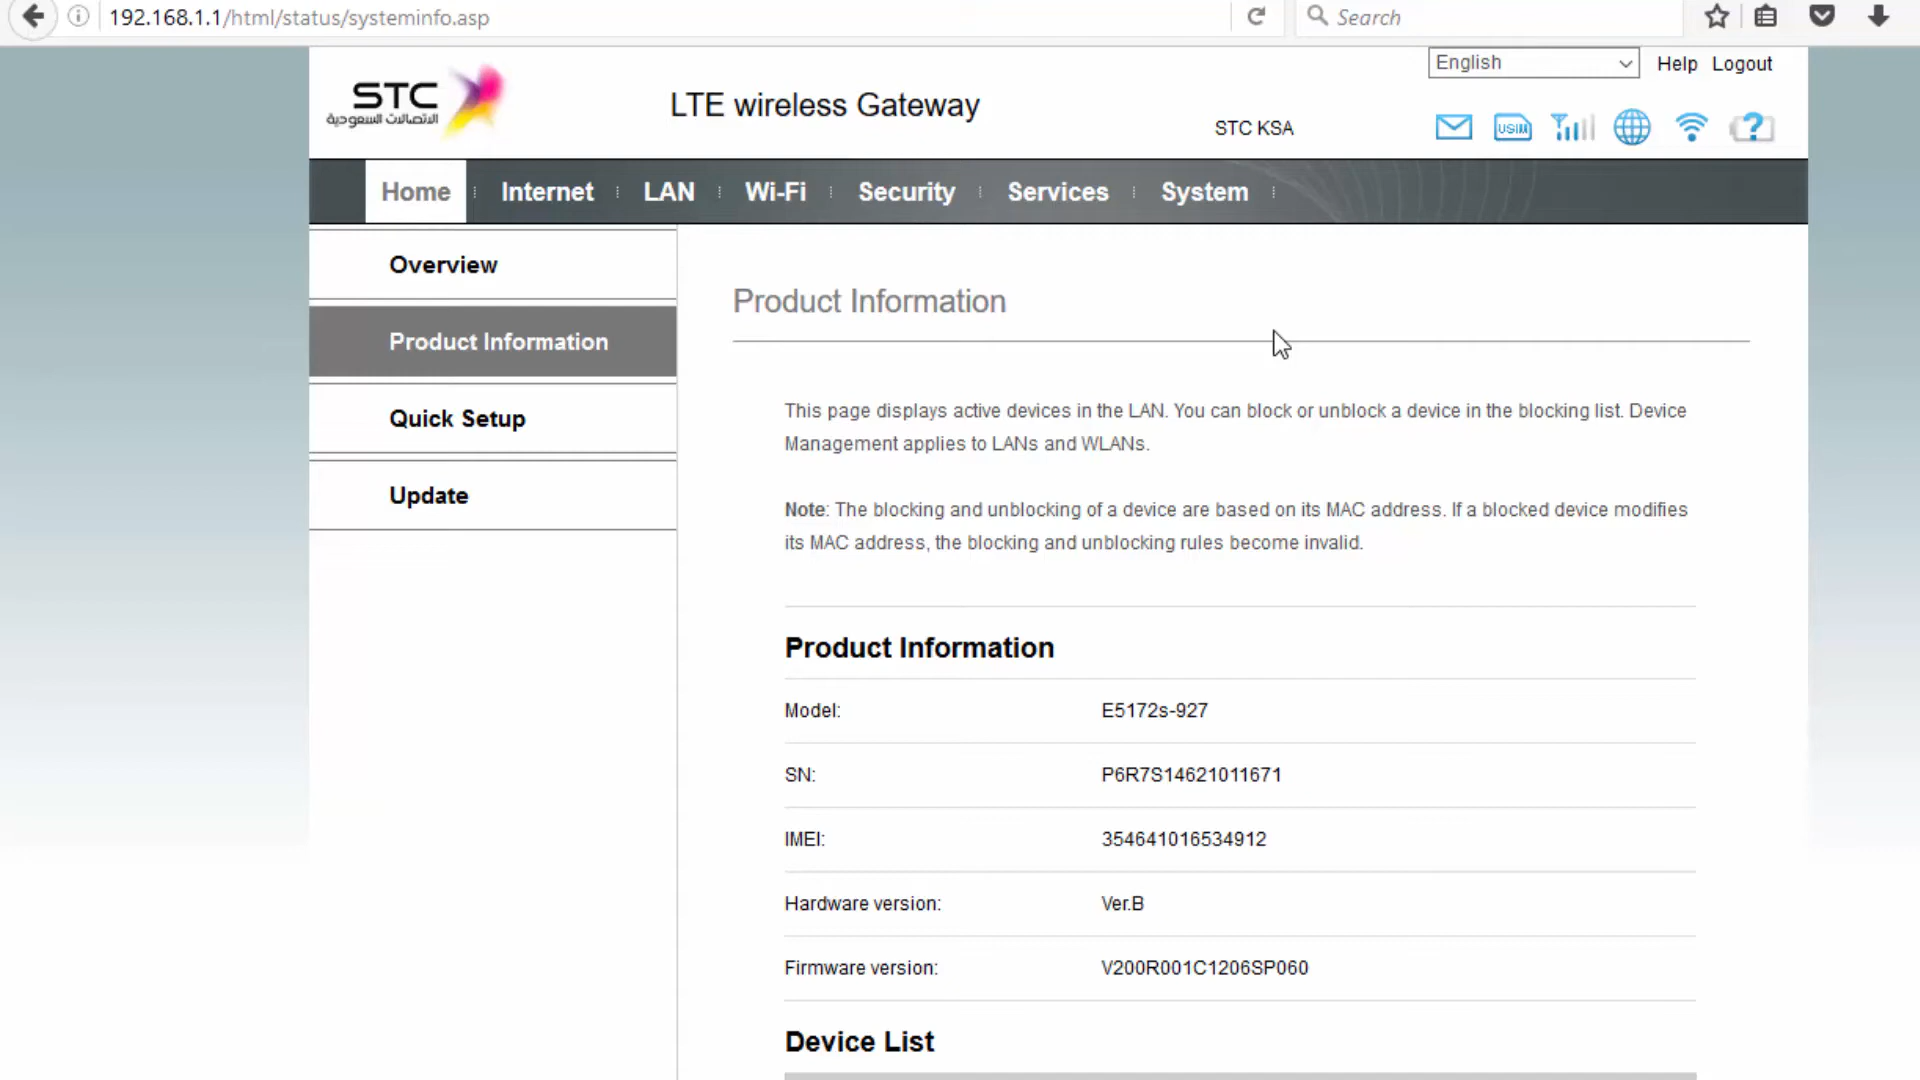 192.168.1.1/html/status/systeminfo.asp
Search
English
Help Logout
STC
الاتصالات السعودية
LTE wireless Gateway
STC KSA
USIM
?
Home
Internet
LAN
Wi-Fi
Security
Services
System
Overview
Product Information
Quick Setup
Update
Product Information
This page displays active devices in the LAN. You can block or unblock a device in the blocking list. Device
Management applies to LANs and WLANs.
Note: The blocking and unblocking of a device are based on its MAC address. If a blocked device modifies
its MAC address, the blocking and unblocking rules become invalid.
Product Information
Model: E5172s-927
SN: P6R7S14621011671
IMEI: 354641016534912
Hardware version: Ver.B
Firmware version: V200R001C1206SP060
Device List